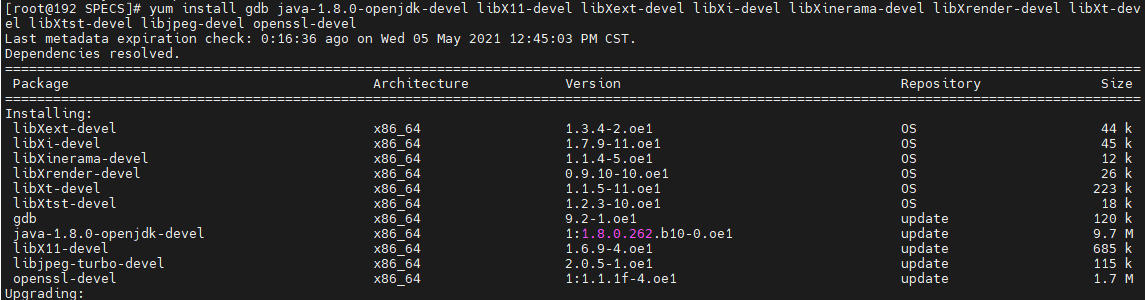 [root@192 SPECS]# yum install gdb java-1.8.0-openjdk-devel libX11-devel libXext-devel libXi-devel libXinerama-devel libXrender-devel libXt-dev
el libXtst-devel libjpeg-devel openssl-devel
Last metadata expiration check: 0:16:36 ago on Wed 05 May 2021 12:45:03 PM CST.
Dependencies resolved.
Package Architecture Version Repository Size
Installing:
libXext-devel x86_64 1.3.4-2.oe1 OS 44 k
libXi-devel x86_64 1.7.9-11.oe1 OS 45 k
libXinerama-devel x86_64 1.1.4-5.oe1 OS 12 k
libXrender-devel x86_64 0.9.10-10.oe1 OS 26 k
libXt-devel x86_64 1.1.5-11.oe1 OS 223 k
libXtst-devel x86_64 1.2.3-10.oe1 OS 18 k
gdb x86_64 9.2-1.oe1 update 120 k
java-1.8.0-openjdk-devel x86_64 1:1.8.0.262.b10-0.oe1 update 9.7 M
libX11-devel x86_64 1.6.9-4.oe1 update 685 k
libjpeg-turbo-devel x86_64 2.0.5-1.oe1 update 115 k
openssl-devel x86_64 1:1.1.1f-4.oe1 update 1.7 M
Upgrading: